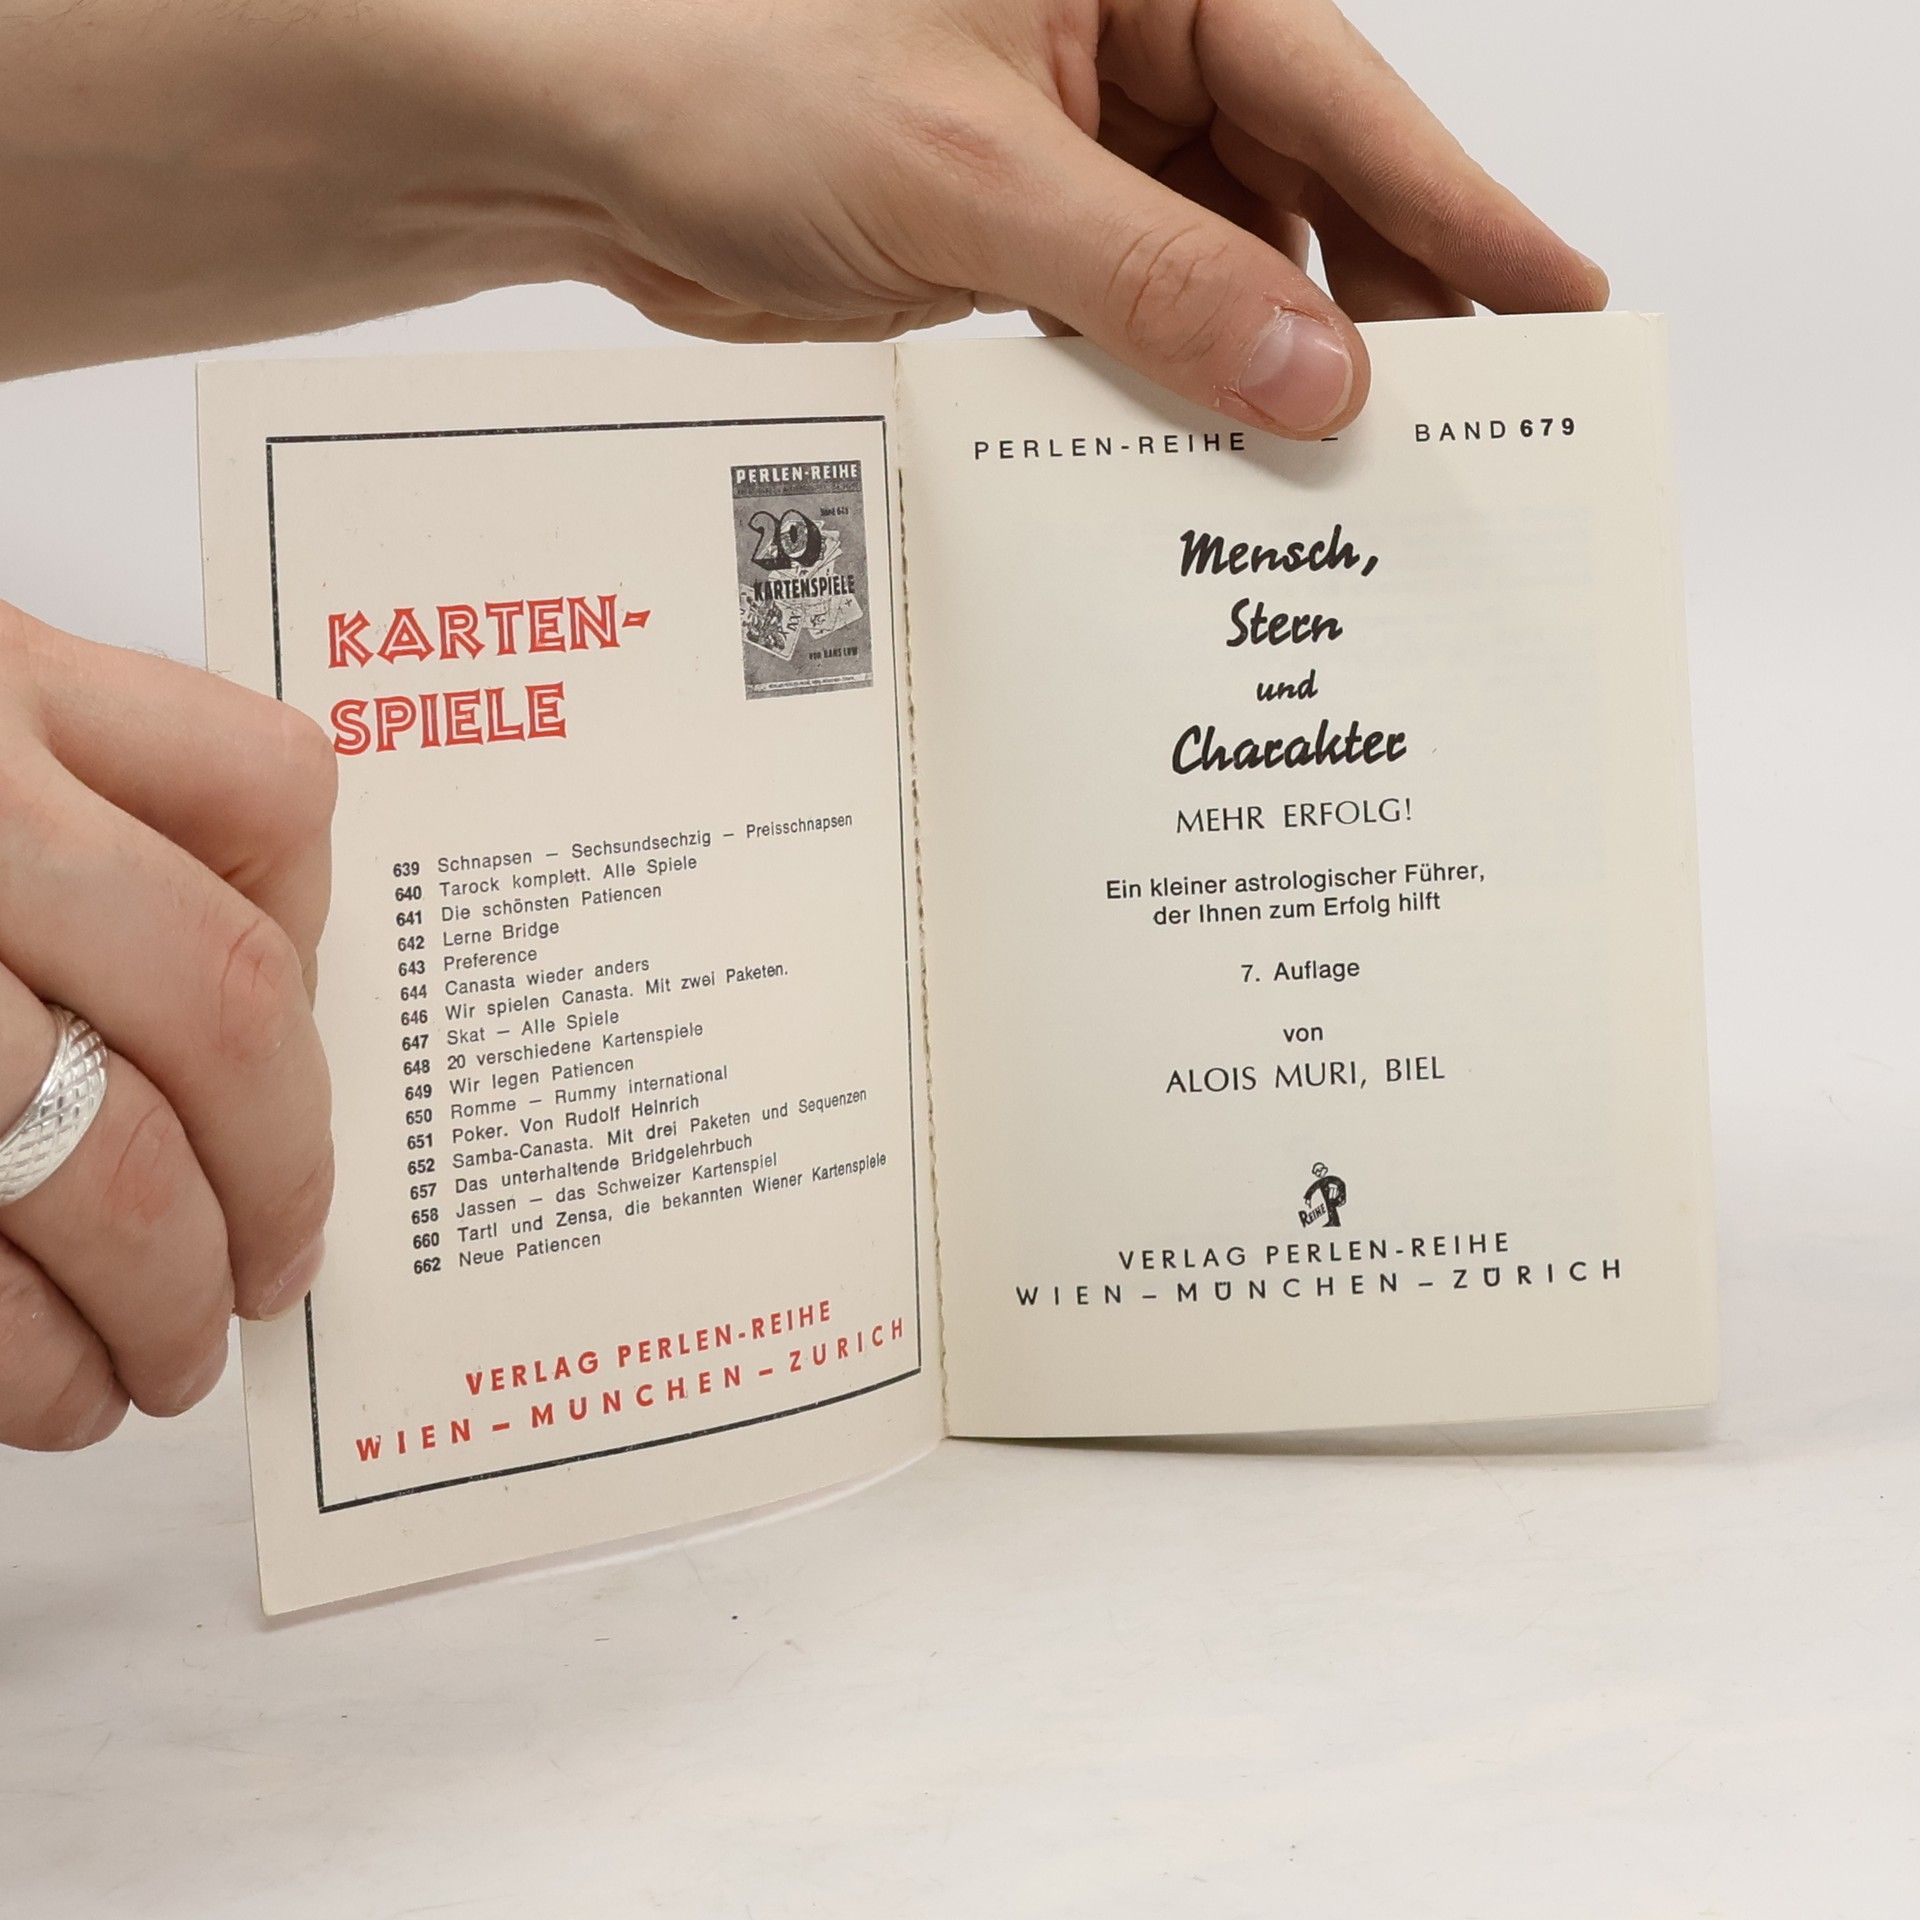 PERLEN-REIHE
20
KARTENSPIELE
KARTEN-
SPIELE
639 Schnapsen – Sechsundsechzig – Preisschnapsen
640 Tarock komplett. Alle Spiele
641 Die schönsten Patiencen
642 Lerne Bridge
643 Preference
644 Canasta wieder anders
646 Wir spielen Canasta. Mit zwei Paketen.
647 Skat – Alle Spiele
648 20 verschiedene Kartenspiele
649 Wir legen Patiencen
650 Romme – Rummy international
651 Poker. Von Rudolf Heinrich
652 Samba-Canasta. Mit drei Paketen und Sequenzen
657 Das unterhaltende Bridgelehrbuch
658 Jassen – das Schweizer Kartenspiel
660 Tartl und Zensa, die bekannten Wiener Kartenspiele
662 Neue Patiencen
VERLAG PERLEN-REIHE
WIEN – MUNCHEN – ZURICH
PERLEN-REIHE – BAND 679
Mensch,
Stern
und
Charakter
MEHR ERFOLG!
Ein kleiner astrologischer Führer,
der Ihnen zum Erfolg hilft
7. Auflage
von
ALOIS MURI, BIEL
REIHE P
VERLAG PERLEN-REIHE
WIEN – MÜNCHEN – ZÜRICH